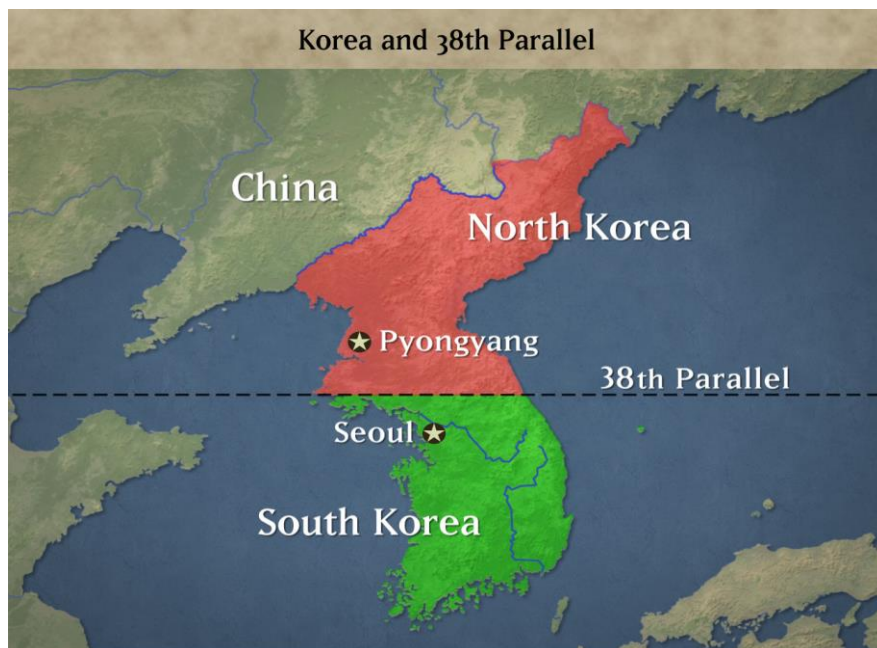 Korea and 38th Parallel
China
North Korea
Pyongyang
38th Parallel
Seoul
South Korea